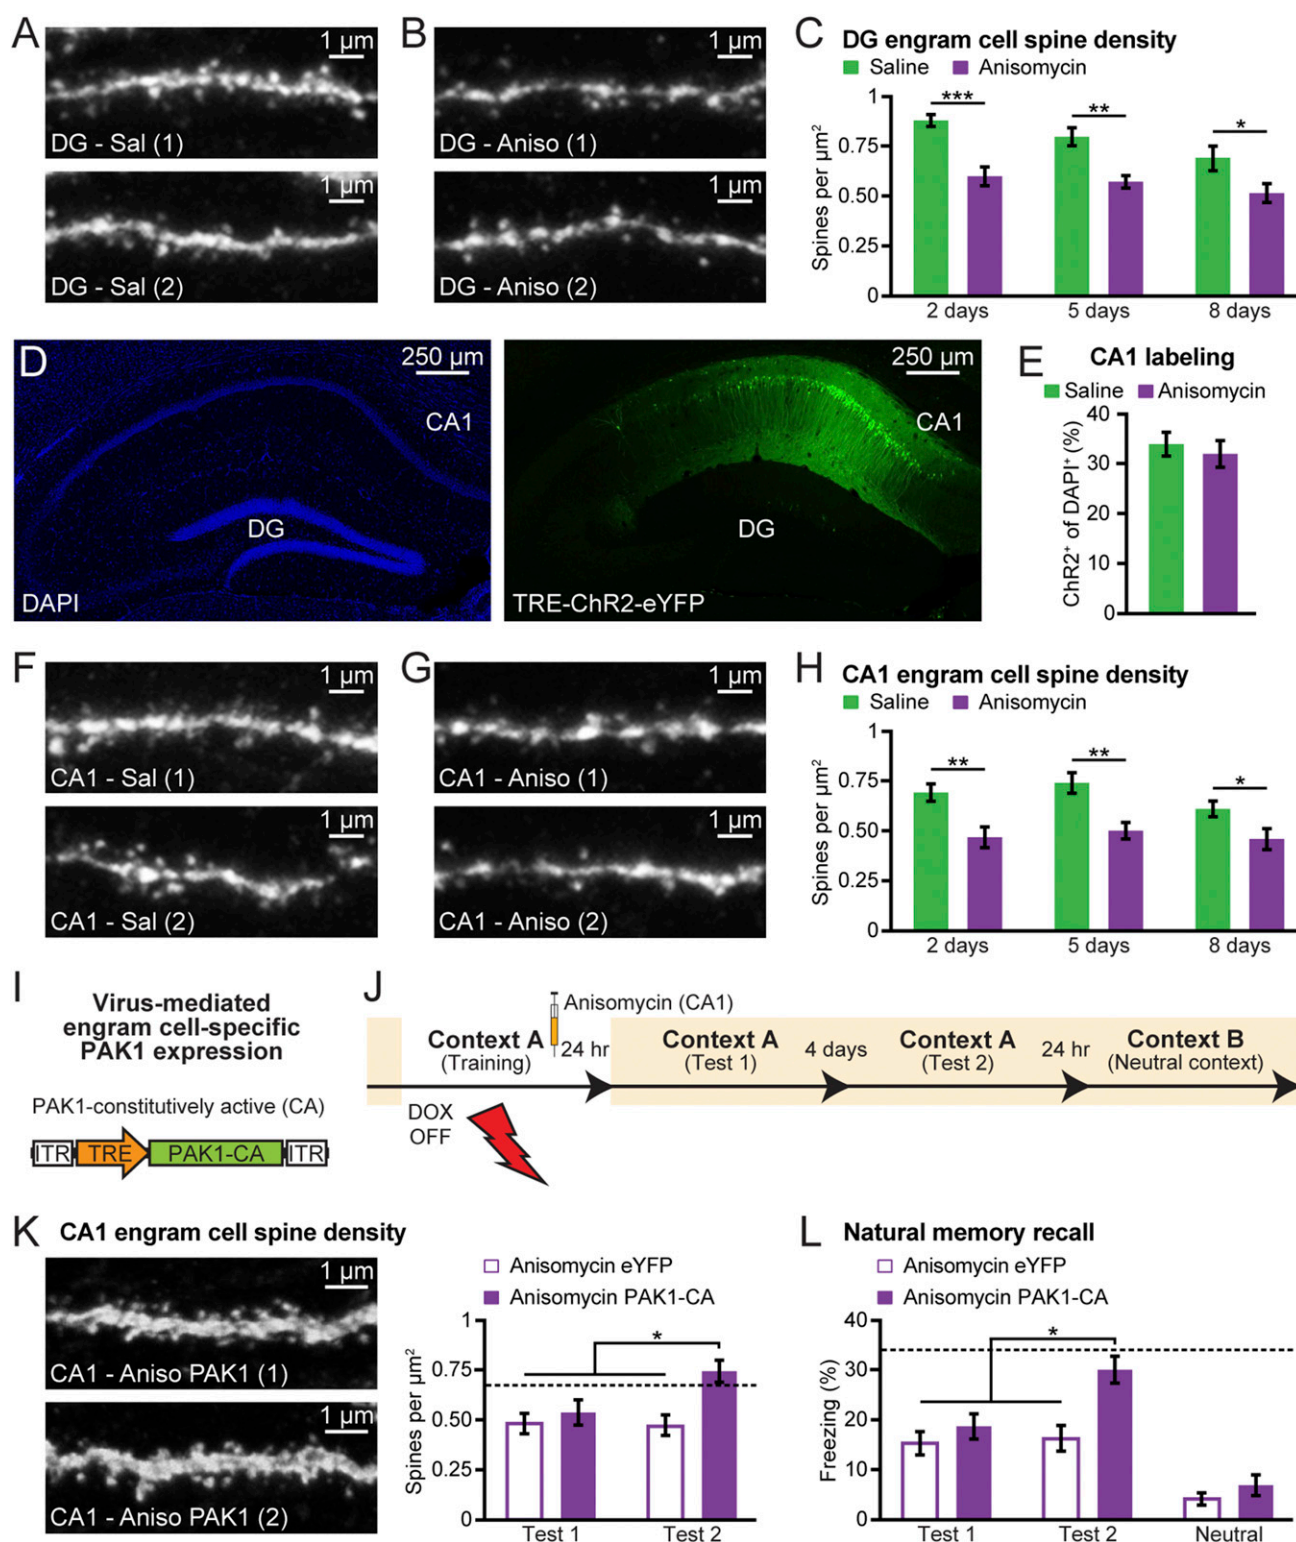 A
1 µm
DG - Sal (1)
1 µm
DG - Sal (2)
B
1 µm
DG - Aniso (1)
1 µm
DG - Aniso (2)
C DG engram cell spine density
Saline Anisomycin
Spines per µm²
1
0.75
0.50
0.25
0
*** ** *
2 days 5 days 8 days
D
250 µm
CA1
DG
DAPI
250 µm
CA1
DG
TRE-ChR2-eYFP
E CA1 labeling
Saline Anisomycin
ChR2⁺ of DAPI⁺ (%)
40
30
20
10
0
F
1 µm
CA1 - Sal (1)
1 µm
CA1 - Sal (2)
G
1 µm
CA1 - Aniso (1)
1 µm
CA1 - Aniso (2)
H CA1 engram cell spine density
Saline Anisomycin
Spines per µm²
1
0.75
0.50
0.25
0
** ** *
2 days 5 days 8 days
I Virus-mediated
engram cell-specific
PAK1 expression
PAK1-constitutively active (CA)
ITR TRE PAK1-CA ITR
J
Anisomycin (CA1)
Context A
(Training)
24 hr
Context A
(Test 1)
4 days
Context A
(Test 2)
24 hr
Context B
(Neutral context)
DOX
OFF
K CA1 engram cell spine density
1 µm
CA1 - Aniso PAK1 (1)
1 µm
CA1 - Aniso PAK1 (2)
Anisomycin eYFP
Anisomycin PAK1-CA
Spines per µm²
1
0.75
0.50
0.25
0
*
Test 1 Test 2
L Natural memory recall
Anisomycin eYFP
Anisomycin PAK1-CA
Freezing (%)
40
30
20
10
0
*
Test 1 Test 2 Neutral